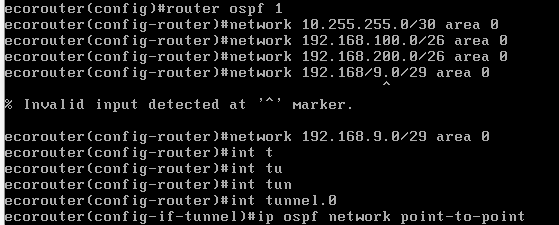 ecorouter(config)#router ospf 1
ecorouter(config-router)#network 10.255.255.0/30 area 0
ecorouter(config-router)#network 192.168.100.0/26 area 0
ecorouter(config-router)#network 192.168.200.0/26 area 0
ecorouter(config-router)#network 192.168/9.0/29 area 0
^
% Invalid input detected at '^' marker.
ecorouter(config-router)#network 192.168.9.0/29 area 0
ecorouter(config-router)#int t
ecorouter(config-router)#int tu
ecorouter(config-router)#int tun
ecorouter(config-router)#int tunnel.0
ecorouter(config-if-tunnel)#ip ospf network point-to-point